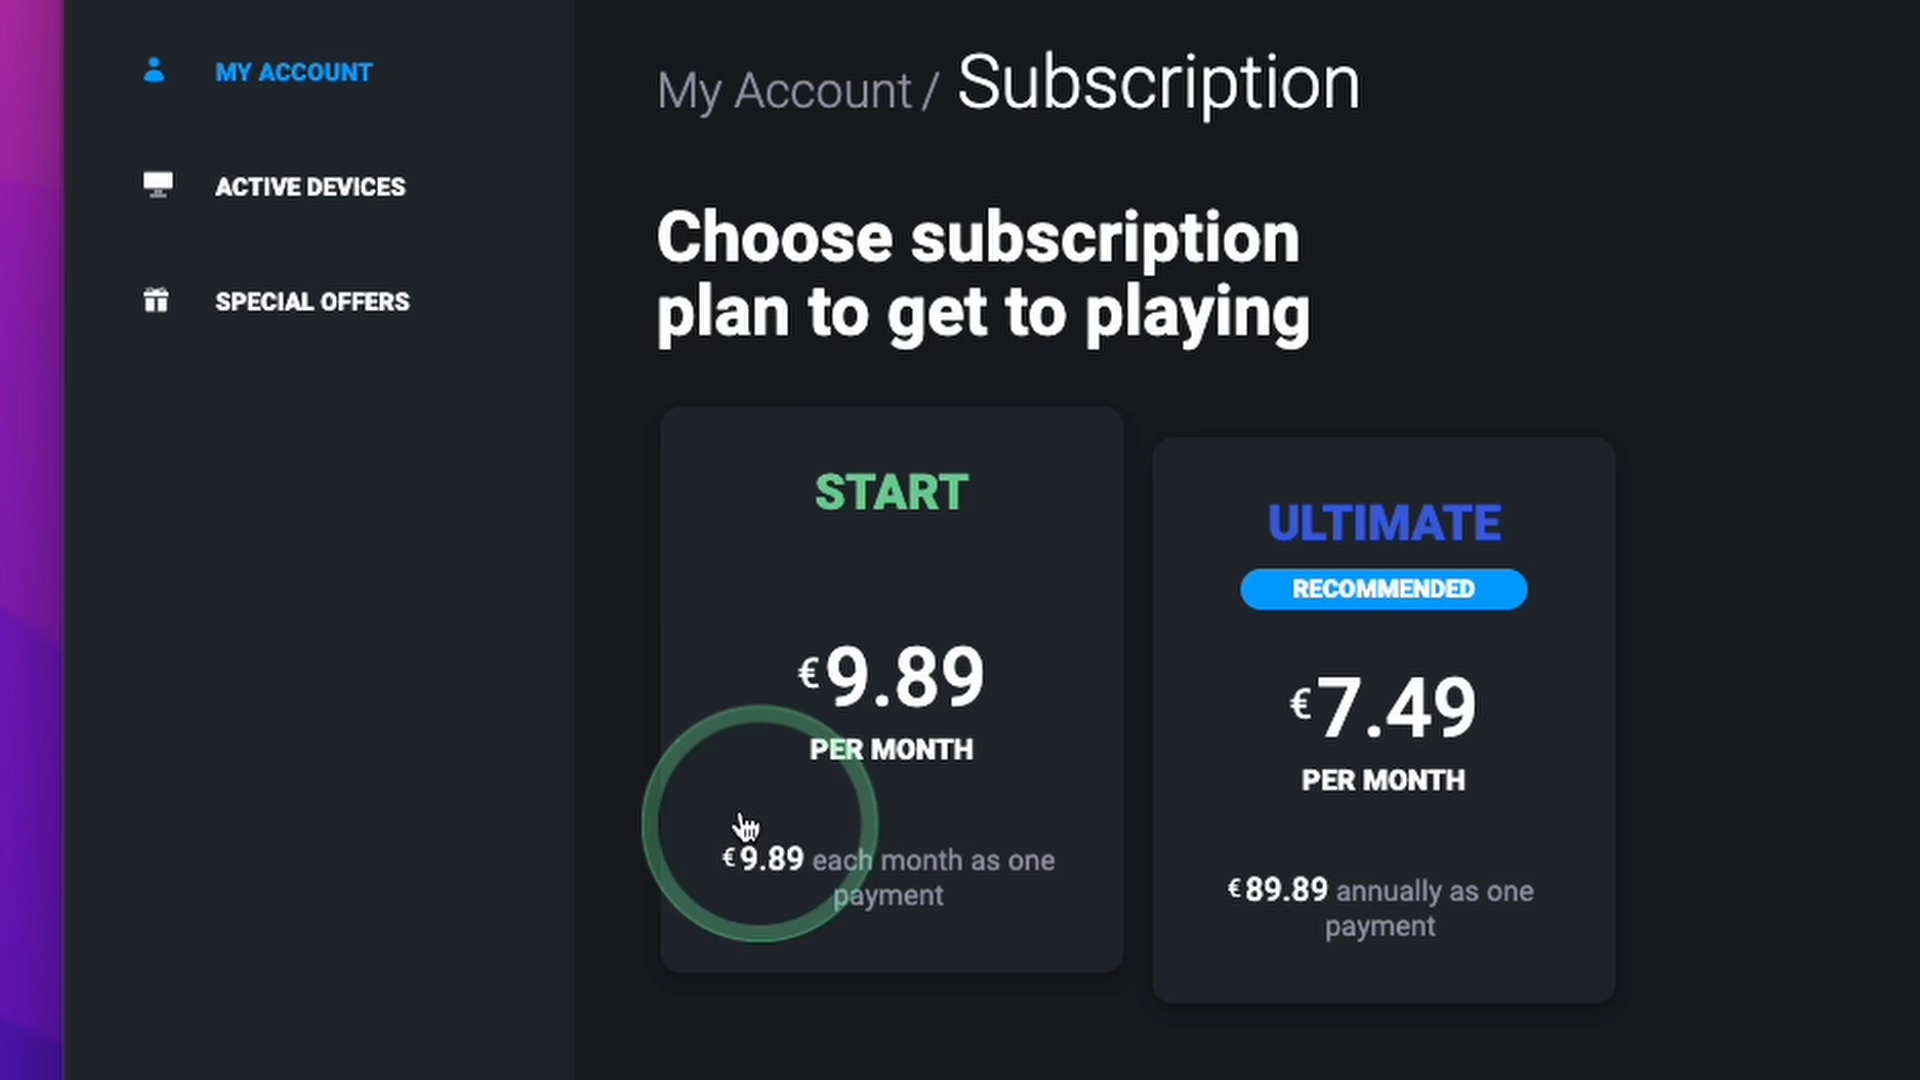 MY ACCOUNT
ACTIVE DEVICES
SPECIAL OFFERS
My Account / Subscription
Choose subscription
plan to get to playing
START
€9.89
PER MONTH
€9.89 each month as one
payment
ULTIMATE
RECOMMENDED
€7.49
PER MONTH
€89.89 annually as one
payment